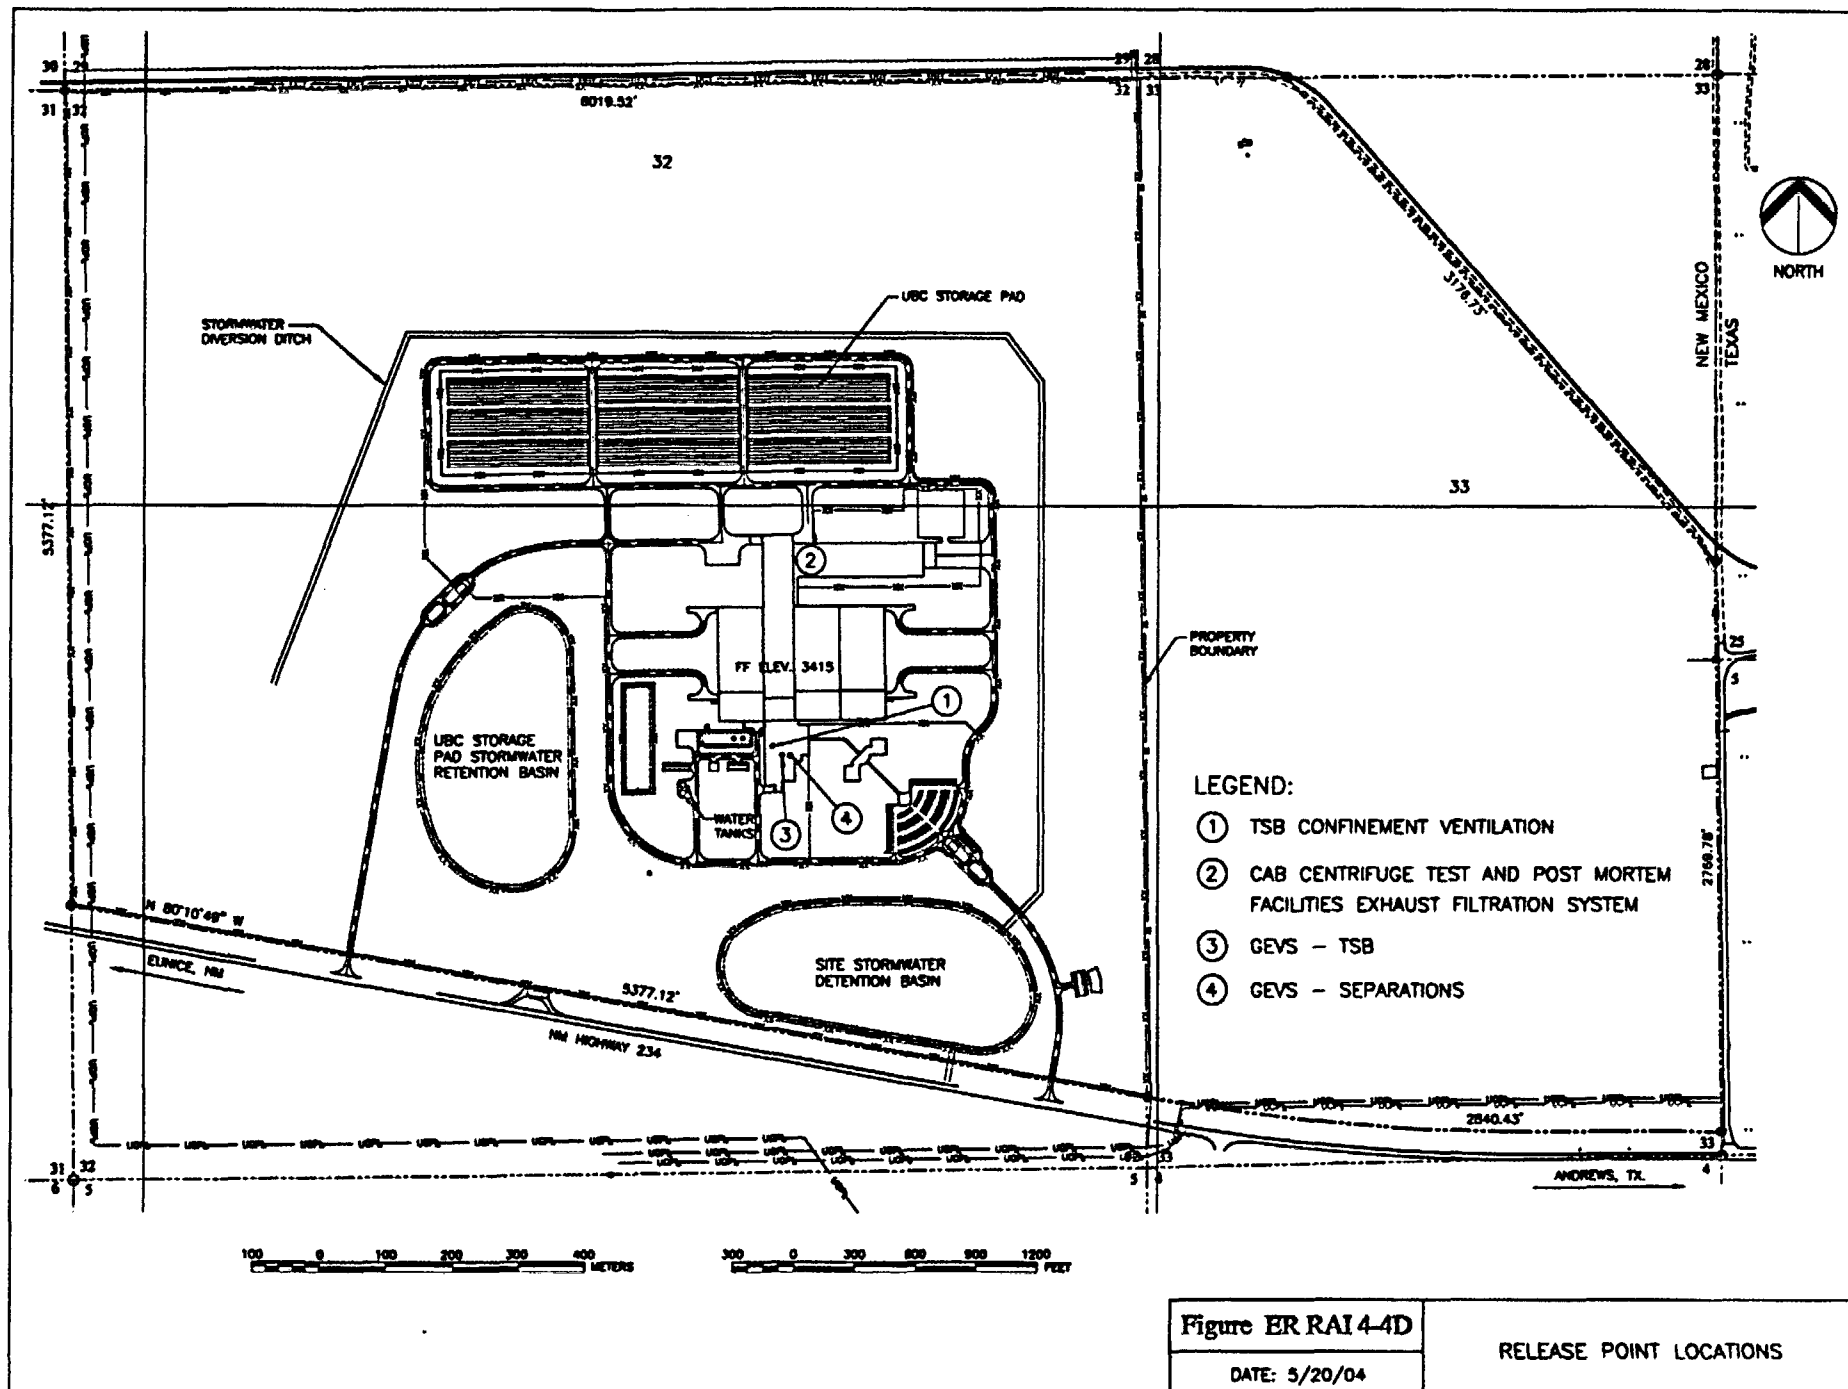 30
29
29
28
28
31
32
32
33
33
6019.52'
32
NORTH
3176.75'
NEW MEXICO
TEXAS
UBC STORAGE PAD
STORMWATER
DIVERSION DITCH
5377.12'
33
2
PROPERTY
BOUNDARY
FF ELEV. 3415
1
UBC STORAGE
PAD STORMWATER
RETENTION BASIN
WATER
TANKS
3
4
LEGEND:
1 TSB CONFINEMENT VENTILATION
2 CAB CENTRIFUGE TEST AND POST MORTEM
FACILITIES EXHAUST FILTRATION SYSTEM
3 GEVS - TSB
4 GEVS - SEPARATIONS
2769.78'
N 80°10'49" W
EUNICE, NM
5377.12'
NM HIGHWAY 234
SITE STORMWATER
DETENTION BASIN
2840.43'
31
32
33
33
6
5
5
4
4
ANDREWS, TX.
100 0 100 200 300 400
METERS
300 0 300 600 900 1200
FEET
Figure ER RAI 4-4D
DATE: 5/20/04
RELEASE POINT LOCATIONS